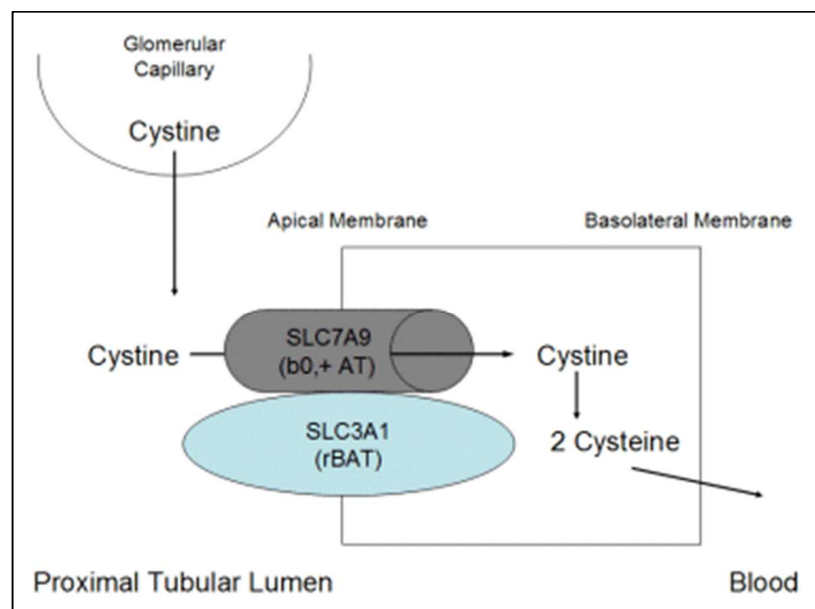 Glomerular
Capillary
Cystine
Apical Membrane
Basolateral Membrane
SLC7A9
(b0,+ AT)
Cystine
Cystine
SLC3A1
(rBAT)
2 Cysteine
Proximal Tubular Lumen
Blood